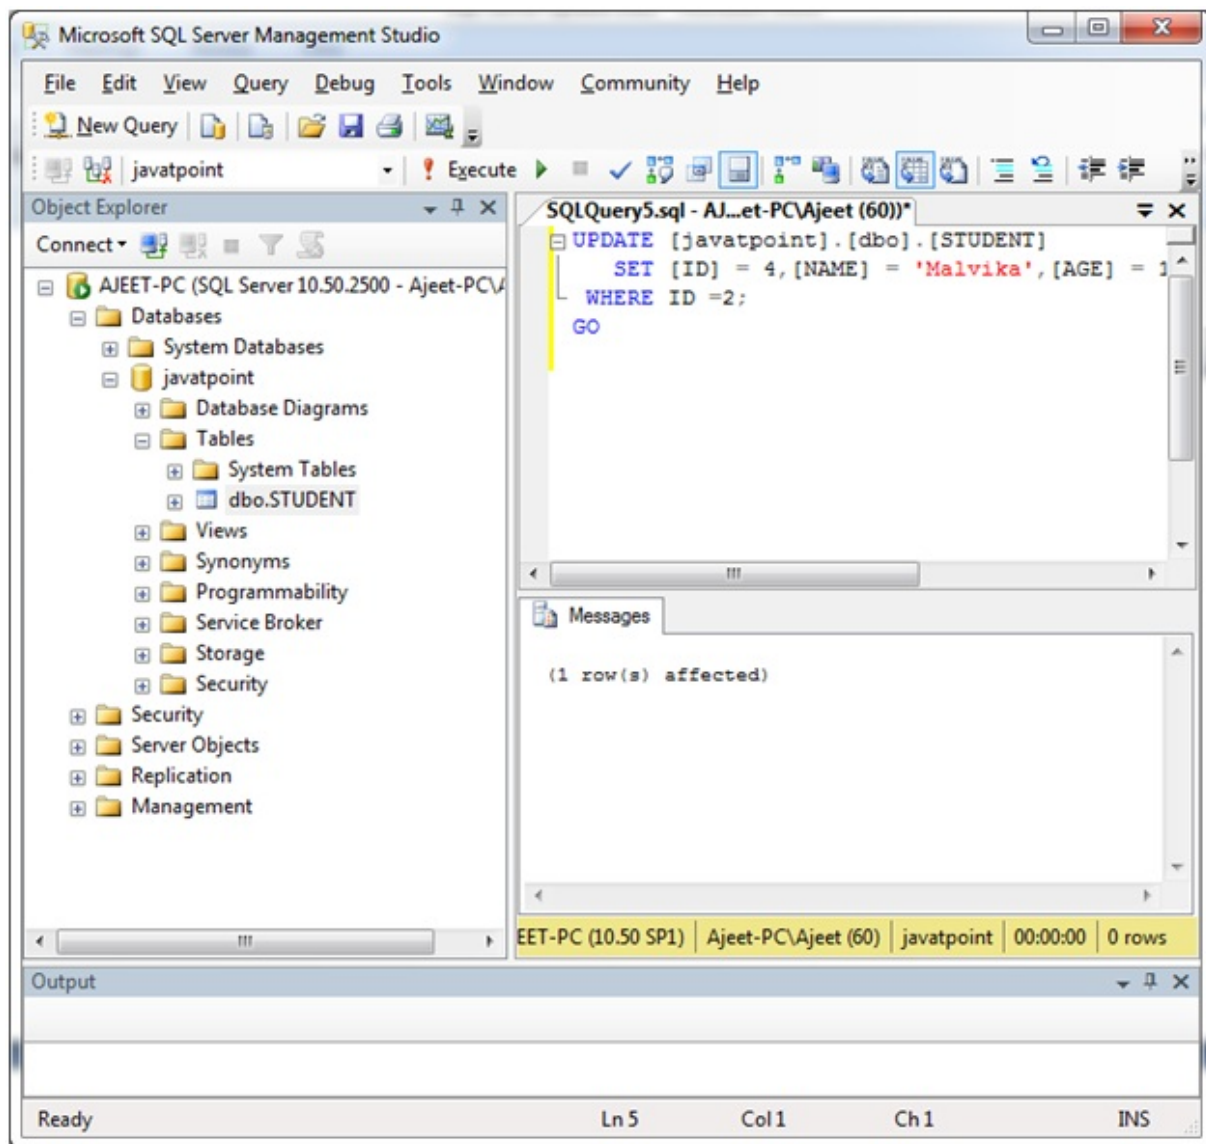 Microsoft SQL Server Management Studio
File Edit View Query Debug Tools Window Community Help
New Query
javatpoint Execute
Object Explorer
Connect
AJEET-PC (SQL Server 10.50.2500 - Ajeet-PC\A
Databases
System Databases
javatpoint
Database Diagrams
Tables
System Tables
dbo.STUDENT
Views
Synonyms
Programmability
Service Broker
Storage
Security
Security
Server Objects
Replication
Management
SQLQuery5.sql - AJ...et-PC\Ajeet (60))*
UPDATE [javatpoint].[dbo].[STUDENT]
SET [ID] = 4,[NAME] = 'Malvika',[AGE] = 1
WHERE ID =2;
GO
Messages
(1 row(s) affected)
EET-PC (10.50 SP1) Ajeet-PC\Ajeet (60) javatpoint 00:00:00 0 rows
Output
Ready Ln 5 Col 1 Ch 1 INS